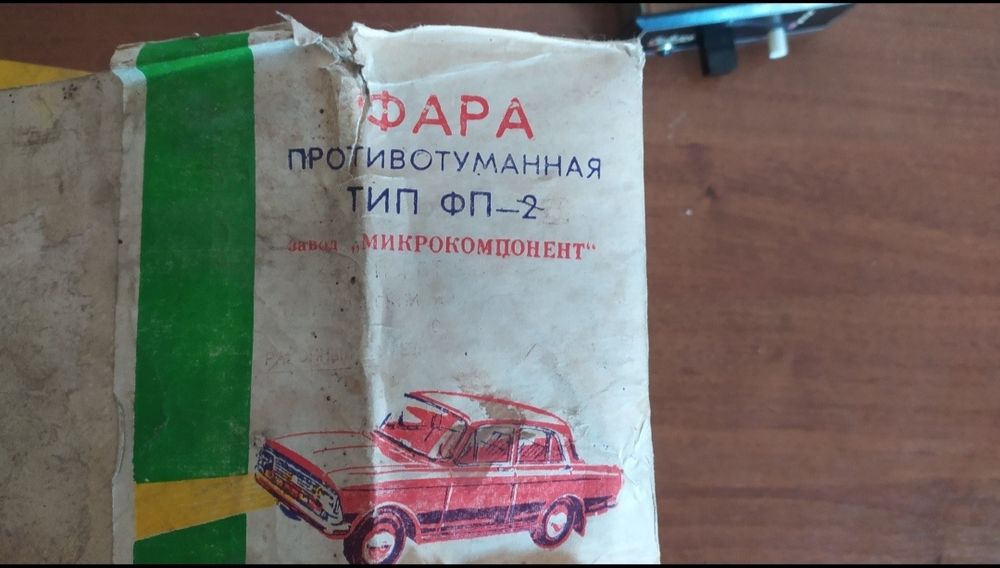 ФАРА
ПРОТИВОТУМАННАЯ
ТИП ФП-2
завод „МИКРОКОМПОНЕНТ“